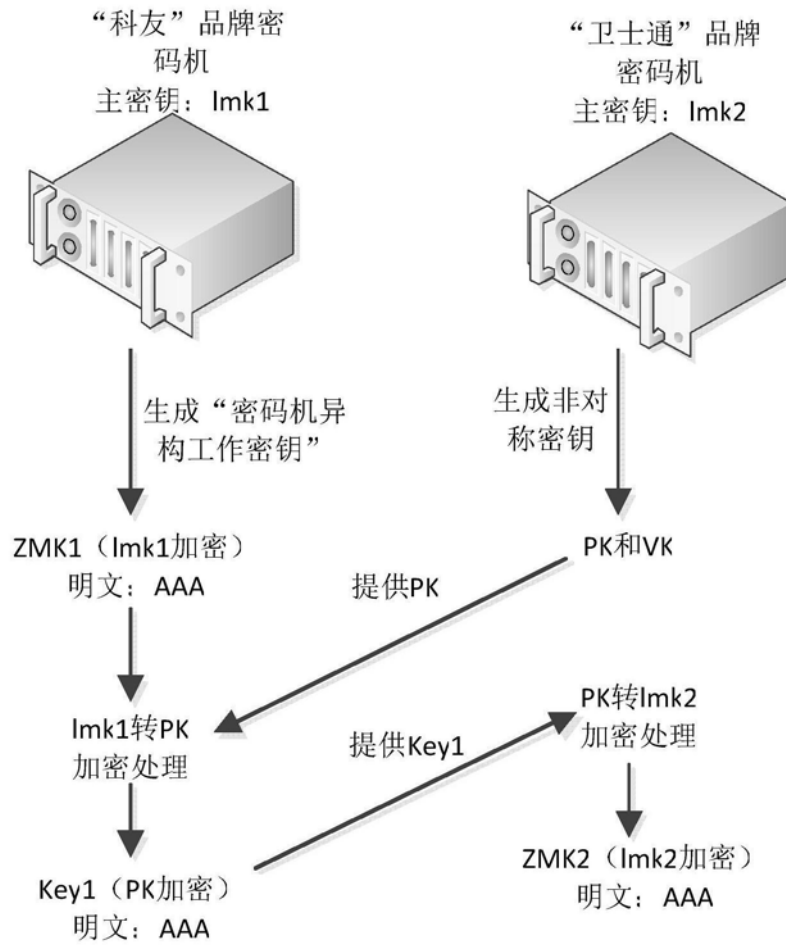 “科友”品牌密
码机
主密钥：lmk1
“卫士通”品牌
密码机
主密钥：lmk2
生成“密码机异
构工作密钥”
生成非对
称密钥
ZMK1（lmk1加密）
明文：AAA
PK和VK
提供PK
lmk1转PK
加密处理
提供Key1
PK转lmk2
加密处理
Key1（PK加密）
明文：AAA
ZMK2（lmk2加密）
明文：AAA